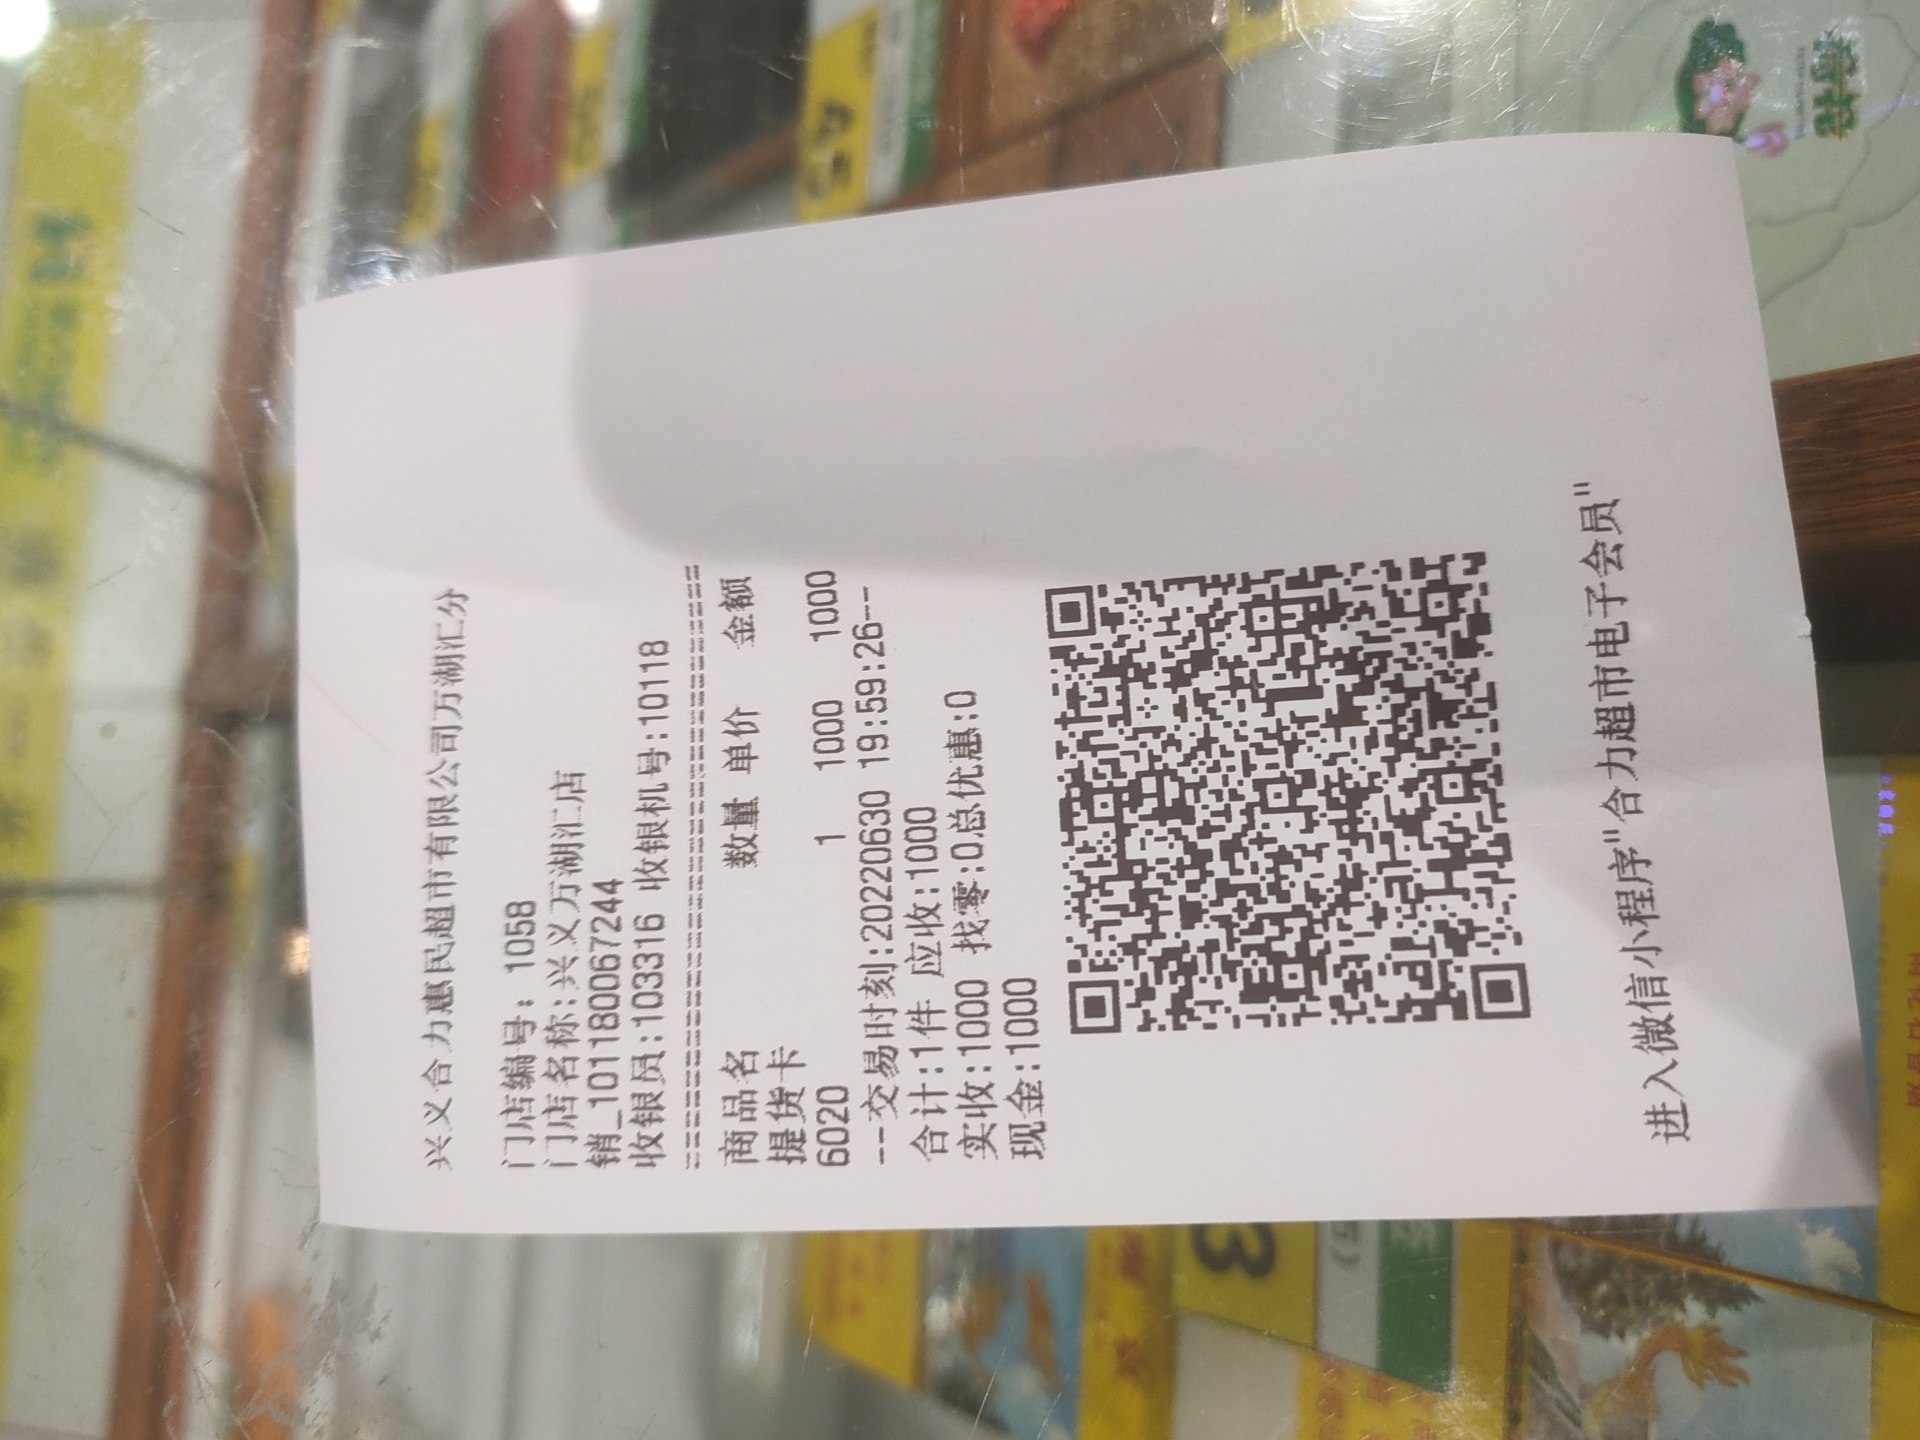 兴义合力惠民超市有限公司万湖汇分
门店编号: 1058
门店名称:兴义万湖汇店
销_101180067244
收银员:103316 收银机号:10118
商品名 数量 单价 金额
提货卡
6020 1 1000 1000
---交易时刻:20220630 19:59:26---
合计:1件 应收:1000
实收:1000 找零:0总优惠:0
现金:1000
进入微信小程序"合力超市电子会员"
A5
3